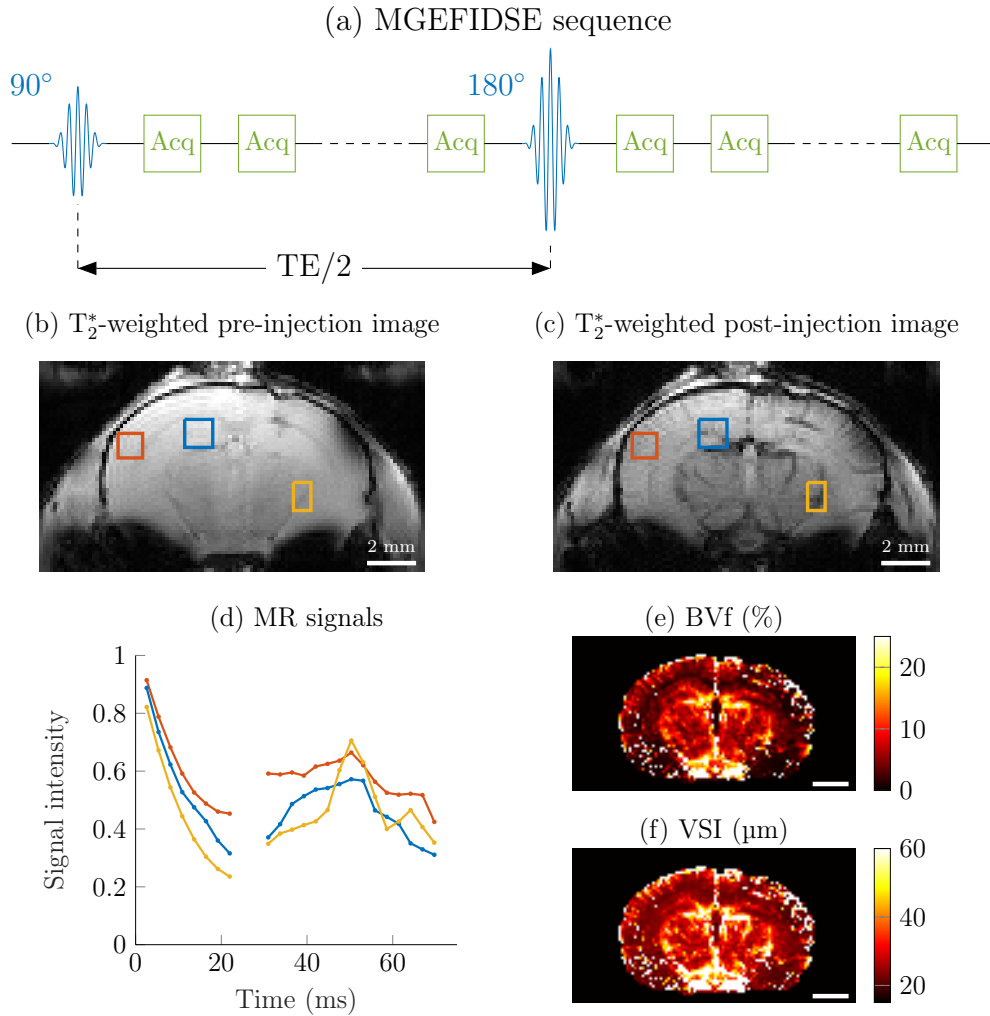 (a) MGEFIDSE sequence
90° 180°
Acq Acq Acq Acq Acq Acq
TE/2
(b) T₂*-weighted pre-injection image
(c) T₂*-weighted post-injection image
2 mm
2 mm
(d) MR signals
1
0.8
0.6
0.4
0.2
0
0 20 40 60
Signal intensity
Time (ms)
(e) BVf (%)
20
10
0
(f) VSI (µm)
60
40
20